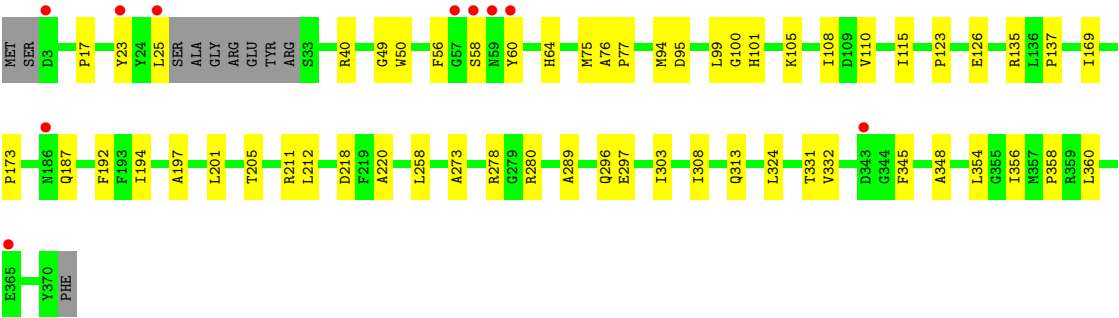 MET SER D3 P17 Y23 Y24 L25 SER ALA GLY ARG GLU TYR ARG S33 R40 G49 W50 F56 G57 S58 N59 Y60 H64 M75 A76 P77 M94 D95 L99 G100 H101 K105 I108 D109 V110 I115 P123 E126 R135 L136 P137 I169
P173 N186 Q187 F192 F193 I194 A197 L201 T205 R211 L212 D218 F219 A220 L258 A273 R278 G279 R280 A289 Q296 E297 I303 I308 Q313 L324 T331 V332 D343 G344 F345 A348 L354 G355 I356 M357 P358 R359 L360
E365 Y370 PHE